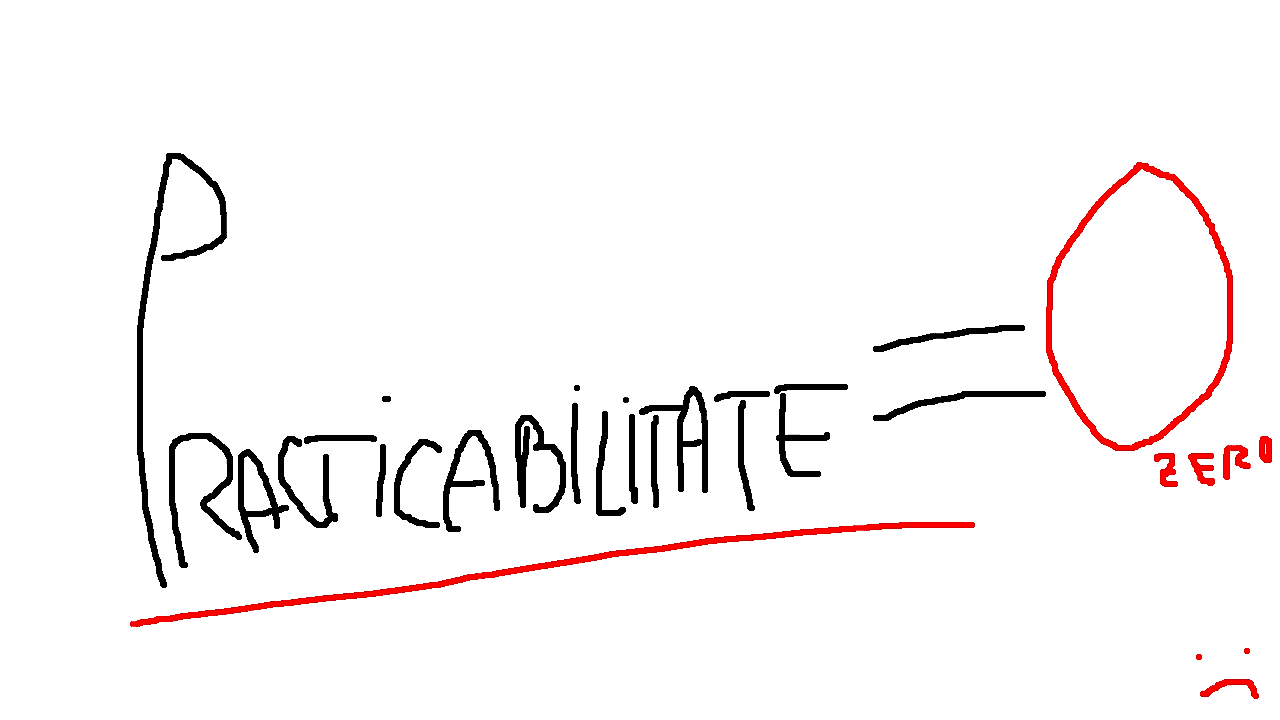 PRACTICABILITATE = 0
ZERO